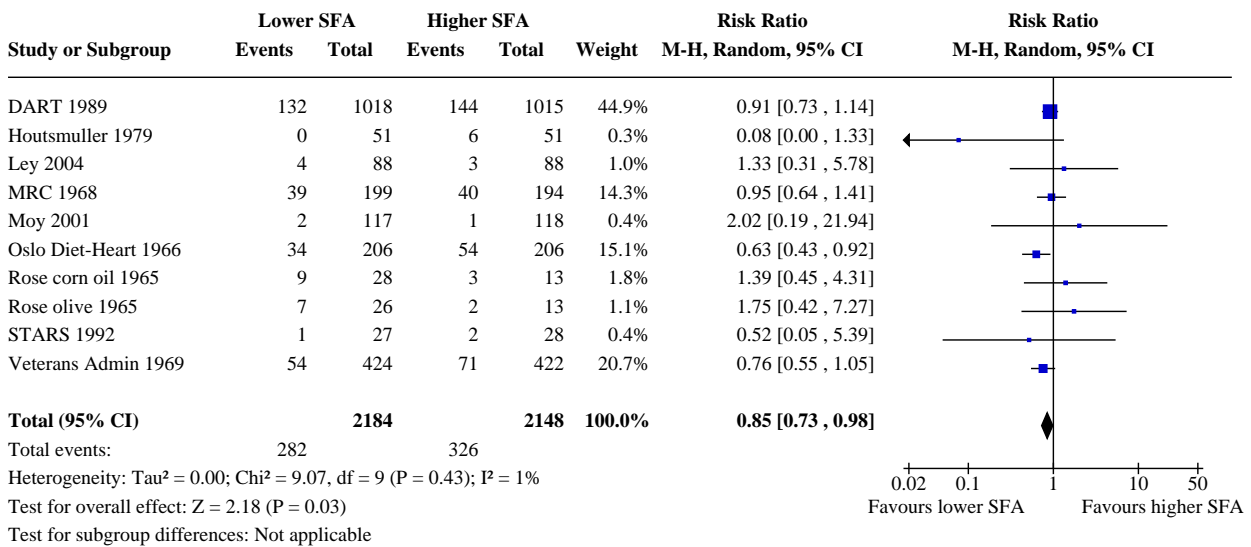 Lower SFA Higher SFA Risk Ratio Risk Ratio
Study or Subgroup Events Total Events Total Weight M-H, Random, 95% CI M-H, Random, 95% CI
DART 1989 132 1018 144 1015 44.9% 0.91 [0.73 , 1.14]
Houtsmuller 1979 0 51 6 51 0.3% 0.08 [0.00 , 1.33]
Ley 2004 4 88 3 88 1.0% 1.33 [0.31 , 5.78]
MRC 1968 39 199 40 194 14.3% 0.95 [0.64 , 1.41]
Moy 2001 2 117 1 118 0.4% 2.02 [0.19 , 21.94]
Oslo Diet-Heart 1966 34 206 54 206 15.1% 0.63 [0.43 , 0.92]
Rose corn oil 1965 9 28 3 13 1.8% 1.39 [0.45 , 4.31]
Rose olive 1965 7 26 2 13 1.1% 1.75 [0.42 , 7.27]
STARS 1992 1 27 2 28 0.4% 0.52 [0.05 , 5.39]
Veterans Admin 1969 54 424 71 422 20.7% 0.76 [0.55 , 1.05]
Total (95% CI) 2184 2148 100.0% 0.85 [0.73 , 0.98]
Total events: 282 326
Heterogeneity: Tau² = 0.00; Chi² = 9.07, df = 9 (P = 0.43); I² = 1%
0.02 0.1 1 10 50
Test for overall effect: Z = 2.18 (P = 0.03) Favours lower SFA Favours higher SFA
Test for subgroup differences: Not applicable